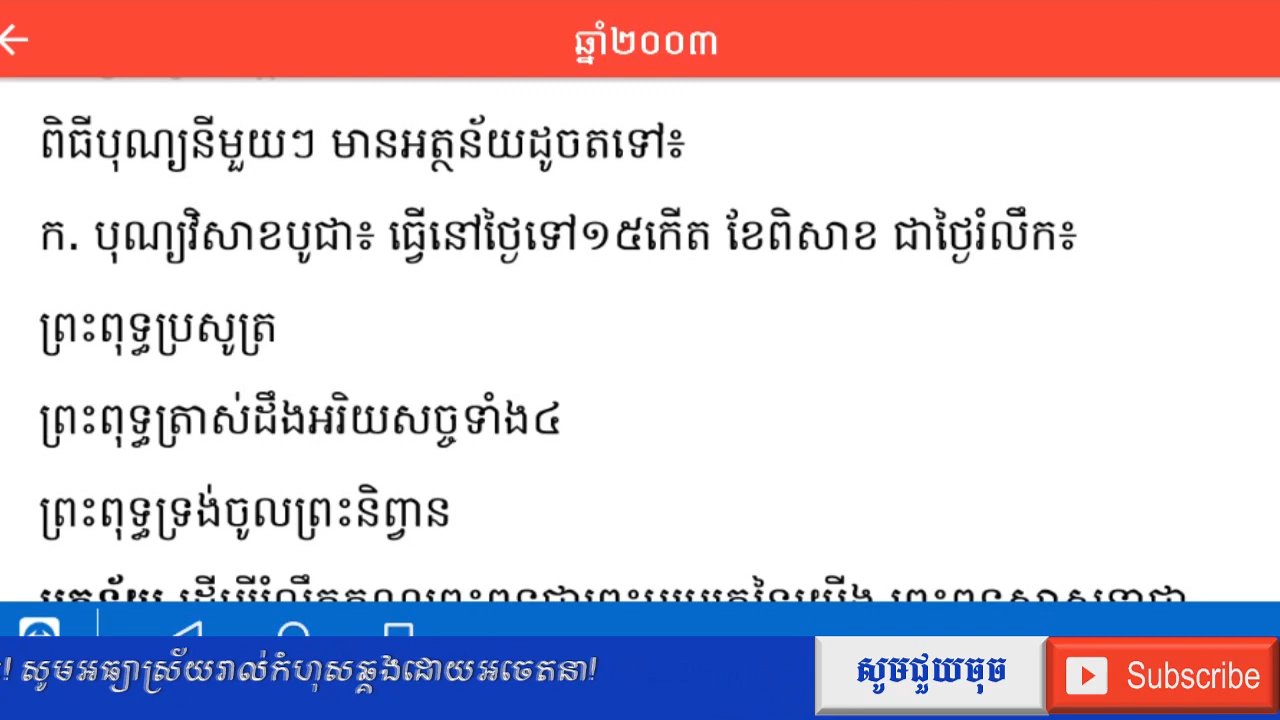 ឆ្នាំ២០០៣
ពិធីបុណ្យនីមួយៗ មានអត្ថន័យដូចតទៅ៖
ក. បុណ្យវិសាខបូជា៖ ធ្វើនៅថ្ងៃទៅ១៥កើត ខែពិសាខ ជាថ្ងៃរំលឹក៖
ព្រះពុទ្ធប្រសូត្រ
ព្រះពុទ្ធត្រាស់ដឹងអរិយសច្ចទាំង៤
ព្រះពុទ្ធទ្រង់ចូលព្រះនិព្វាន
! សូមអធ្យាស្រ័យរាល់កំហុសឆ្គងដោយអចេតនា!
សូមជួយចុច
Subscribe